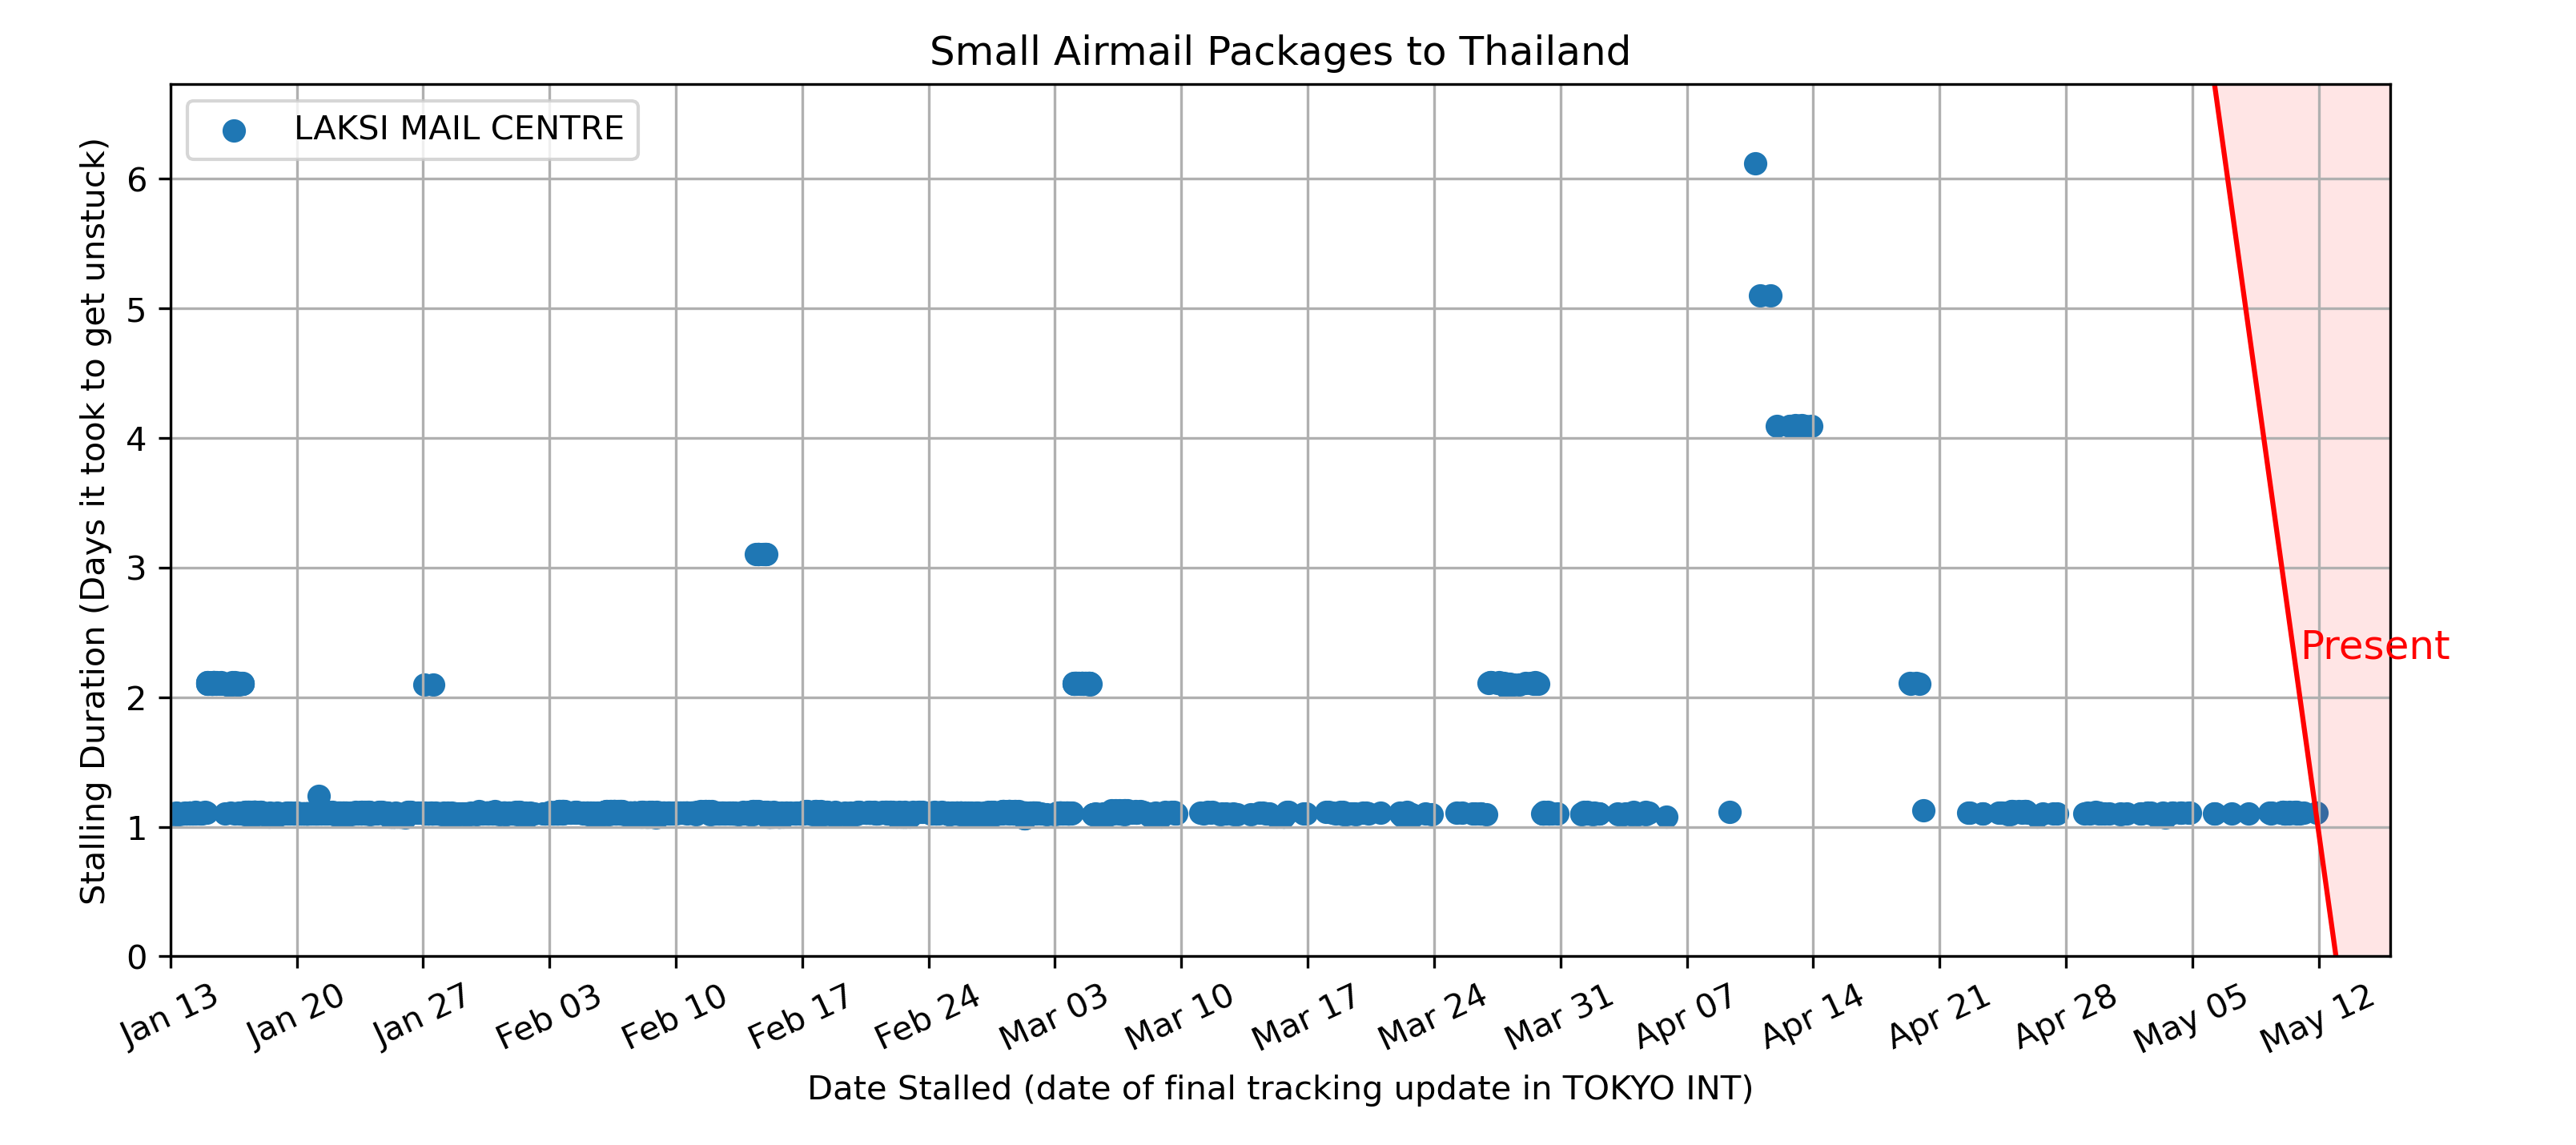 Small Airmail Packages to Thailand
LAKSI MAIL CENTRE
Stalling Duration (Days it took to get unstuck)
6
5
4
3
2
1
0
Present
Jan 13
Jan 20
Jan 27
Feb 03
Feb 10
Feb 17
Feb 24
Mar 03
Mar 10
Mar 17
Mar 24
Mar 31
Apr 07
Apr 14
Apr 21
Apr 28
May 05
May 12
Date Stalled (date of final tracking update in TOKYO INT)